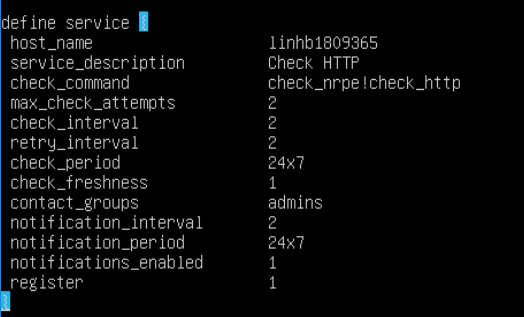 define service {
host_name linhb1809365
service_description Check HTTP
check_command check_nrpe!check_http
max_check_attempts 2
check_interval 2
retry_interval 2
check_period 24x7
check_freshness 1
contact_groups admins
notification_interval 2
notification_period 24x7
notifications_enabled 1
register 1
}